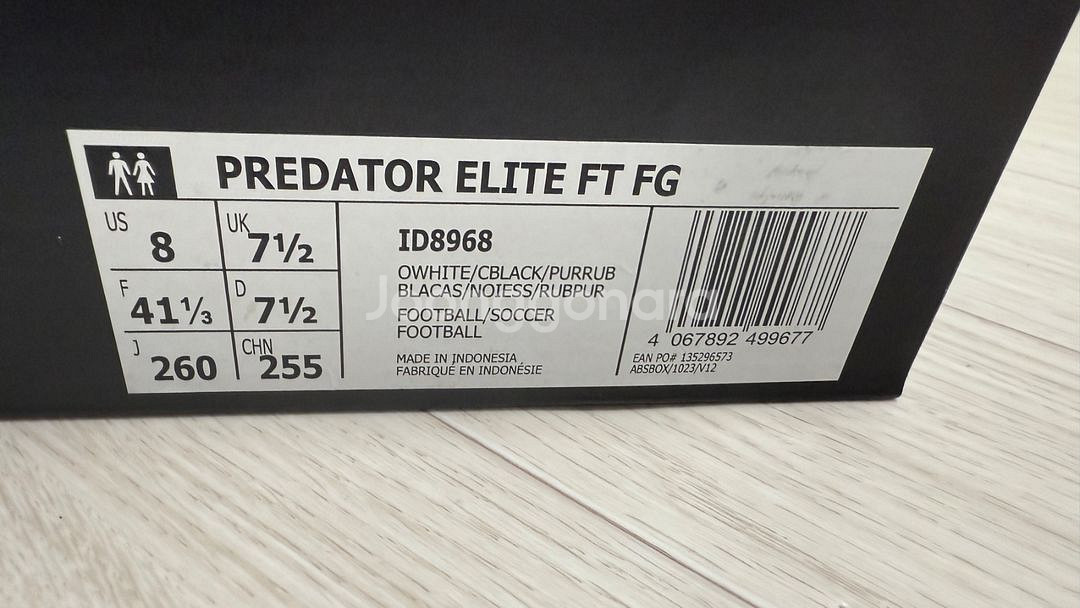 PREDATOR ELITE FT FG
US 8
UK 7½
F 41⅓
D 7½
J 260
CHN 255
ID8968
OWHITE/CBLACK/PURRUB
BLACAS/NOIESS/RUBPUR
FOOTBALL/SOCCER
FOOTBALL
MADE IN INDONESIA
FABRIQUÉ EN INDONÉSIE
4 067892 499677
EAN PO# 135296573
ABSBOX/1023/V12
Joonggonara